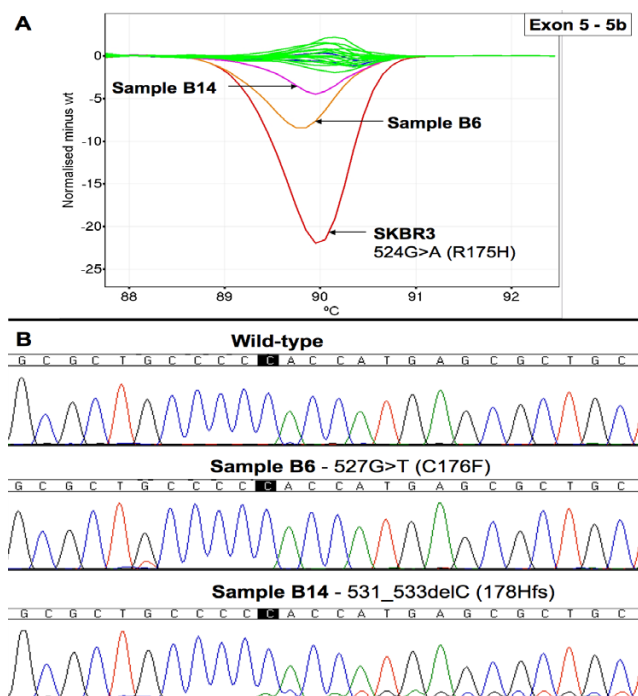 A
Exon 5 - 5b
Normalised minus wt
0
-5
-10
-15
-20
-25
Sample B14
Sample B6
SKBR3
524G>A (R175H)
88 89 90 91 92
ºC
B
Wild-type
G C G C T G C C C C C A C C A T G A G C G C T G C
Sample B6 - 527G>T (C176F)
G C G C T G C C C C C A C C A T G A G C G C T G C
Sample B14 - 531_533delC (178Hfs)
G C G C T G C C C C C A C C A T G A G C G C T G C